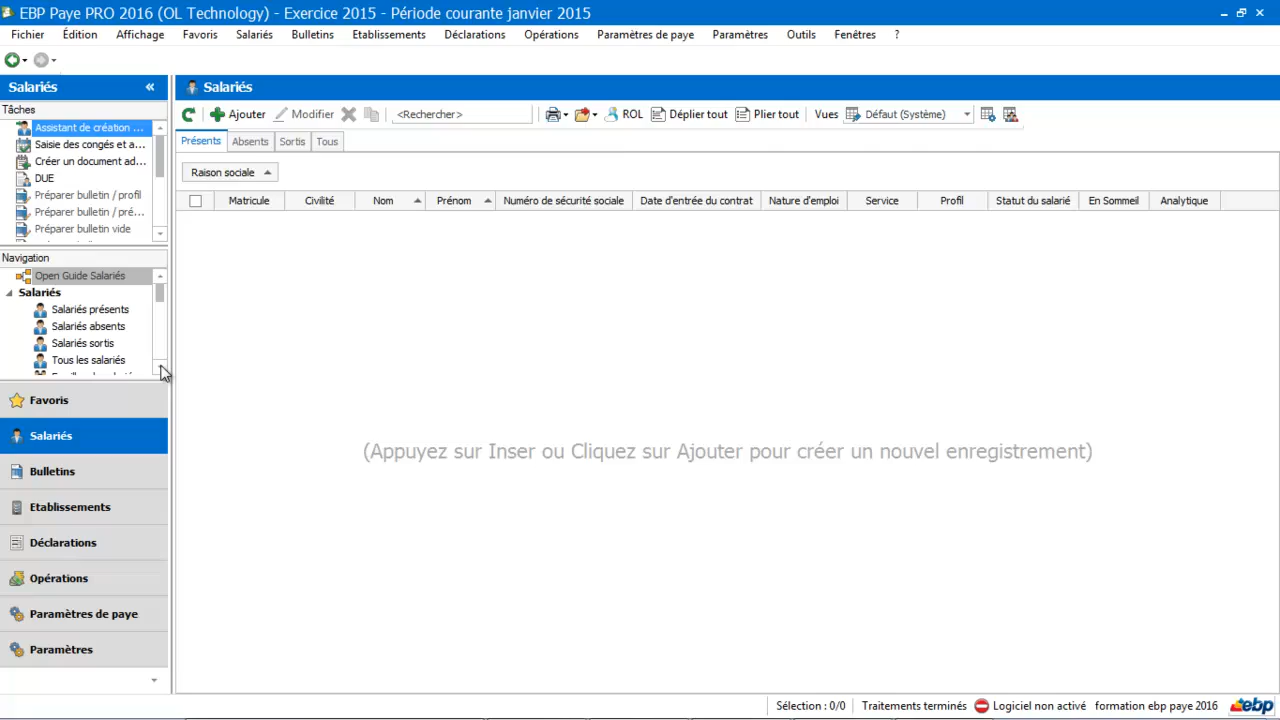 EBP Paye PRO 2016 (OL Technology) - Exercice 2015 - Période courante janvier 2015
Fichier Édition Affichage Favoris Salariés Bulletins Etablissements Déclarations Opérations Paramètres de paye Paramètres Outils Fenêtres ?
Salariés «
Tâches
Assistant de création ...
Saisie des congés et a...
Créer un document ad...
DUE
Préparer bulletin / profil
Préparer bulletin / pré...
Préparer bulletin vide
Navigation
Open Guide Salariés
Salariés
Salariés présents
Salariés absents
Salariés sortis
Tous les salariés
Favoris
Salariés
Bulletins
Etablissements
Déclarations
Opérations
Paramètres de paye
Paramètres
Salariés
Ajouter Modifier <Rechercher> ROL Déplier tout Plier tout Vues Défaut (Système)
Présents Absents Sortis Tous
Raison sociale
Matricule Civilité Nom Prénom Numéro de sécurité sociale Date d'entrée du contrat Nature d'emploi Service Profil Statut du salarié En Sommeil Analytique
(Appuyez sur Inser ou Cliquez sur Ajouter pour créer un nouvel enregistrement)
Sélection : 0/0 Traitements terminés Logiciel non activé formation ebp paye 2016 ebp